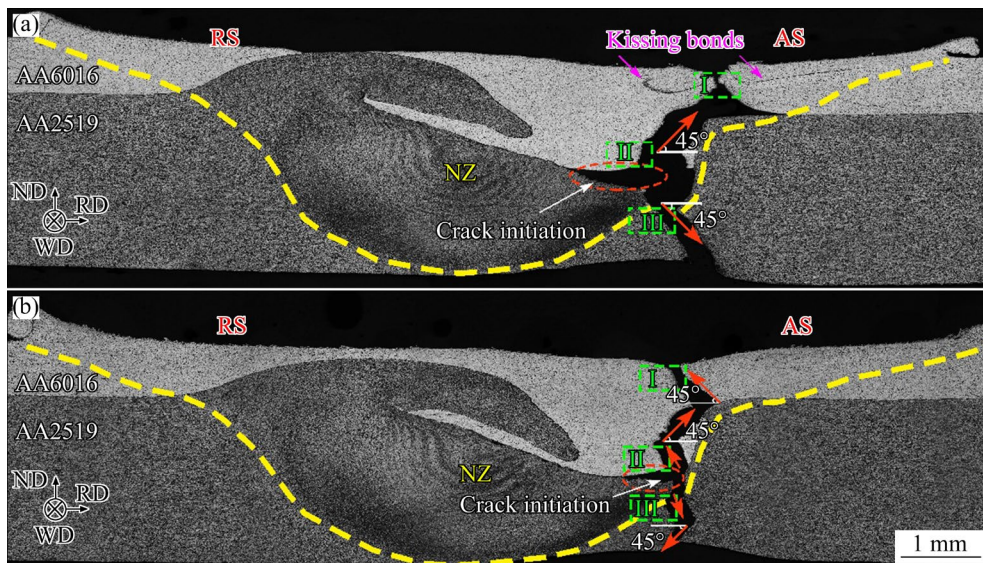 (a)
RS
Kissing bonds
AS
AA6016
I
AA2519
45°
II
NZ
ND
RD
WD
Crack initiation
III
45°
(b)
RS
AS
AA6016
I
45°
AA2519
45°
II
NZ
ND
RD
WD
Crack initiation
III
45°
1 mm